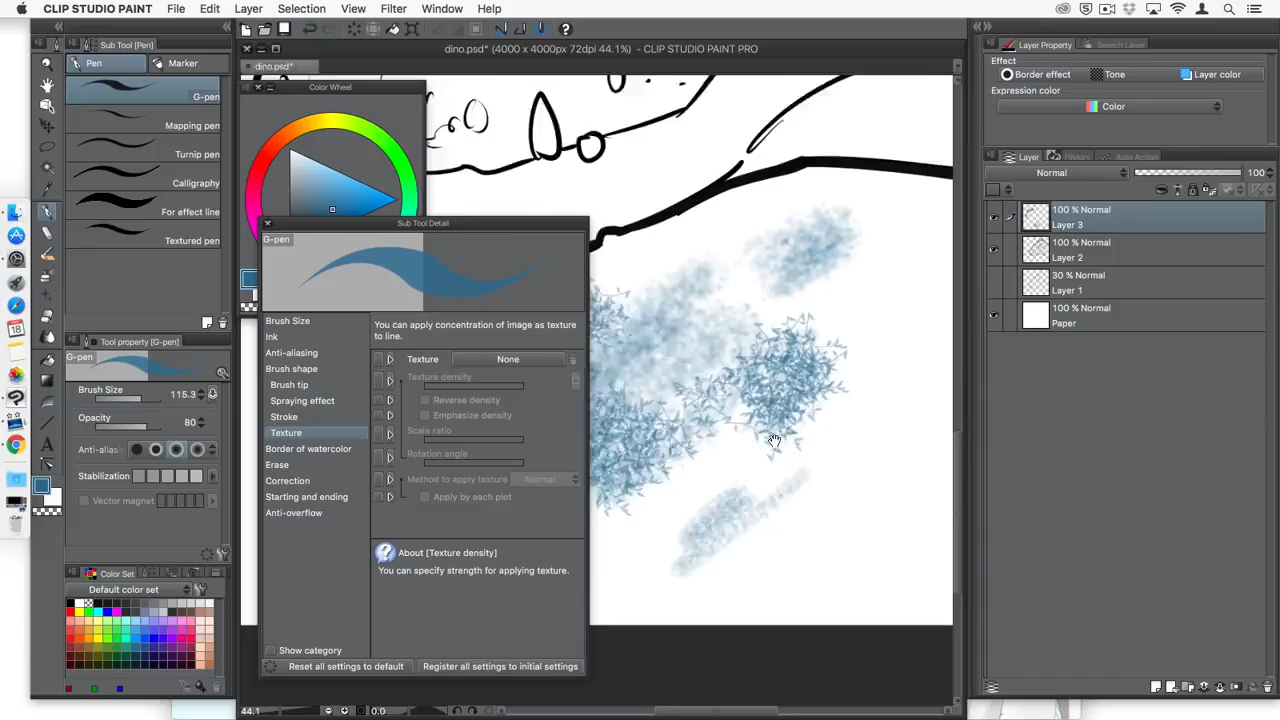 CLIP STUDIO PAINT File Edit Layer Selection View Filter Window Help
dino.psd* (4000 x 4000px 72dpi 44.1%) - CLIP STUDIO PAINT PRO
dino.psd*
Sub Tool [Pen]
Pen Marker
G-pen
Mapping pen
Turnip pen
Calligraphy
For effect line
Textured pen
Tool property [G-pen]
G-pen
Brush Size 115.3
Opacity 80
Anti-alias
Stabilization
Vector magnet
Color Set
Default color set
Color Wheel
Sub Tool Detail
G-pen
Brush Size
Ink
Anti-aliasing
Brush shape
Brush tip
Spraying effect
Stroke
Texture
Border of watercolor
Erase
Correction
Starting and ending
Anti-overflow
You can apply concentration of image as texture
to line.
Texture None
Texture density
Reverse density
Emphasize density
Scale ratio
Rotation angle
Method to apply texture Normal
Apply by each plot
About [Texture density]
You can specify strength for applying texture.
Show category
Reset all settings to default Register all settings to initial settings
44.1 0.0
Layer Property Search Layer
Effect
Border effect Tone Layer color
Expression color
Color
Layer History Auto Action
Normal 100
100 % Normal
Layer 3
100 % Normal
Layer 2
30 % Normal
Layer 1
100 % Normal
Paper
18